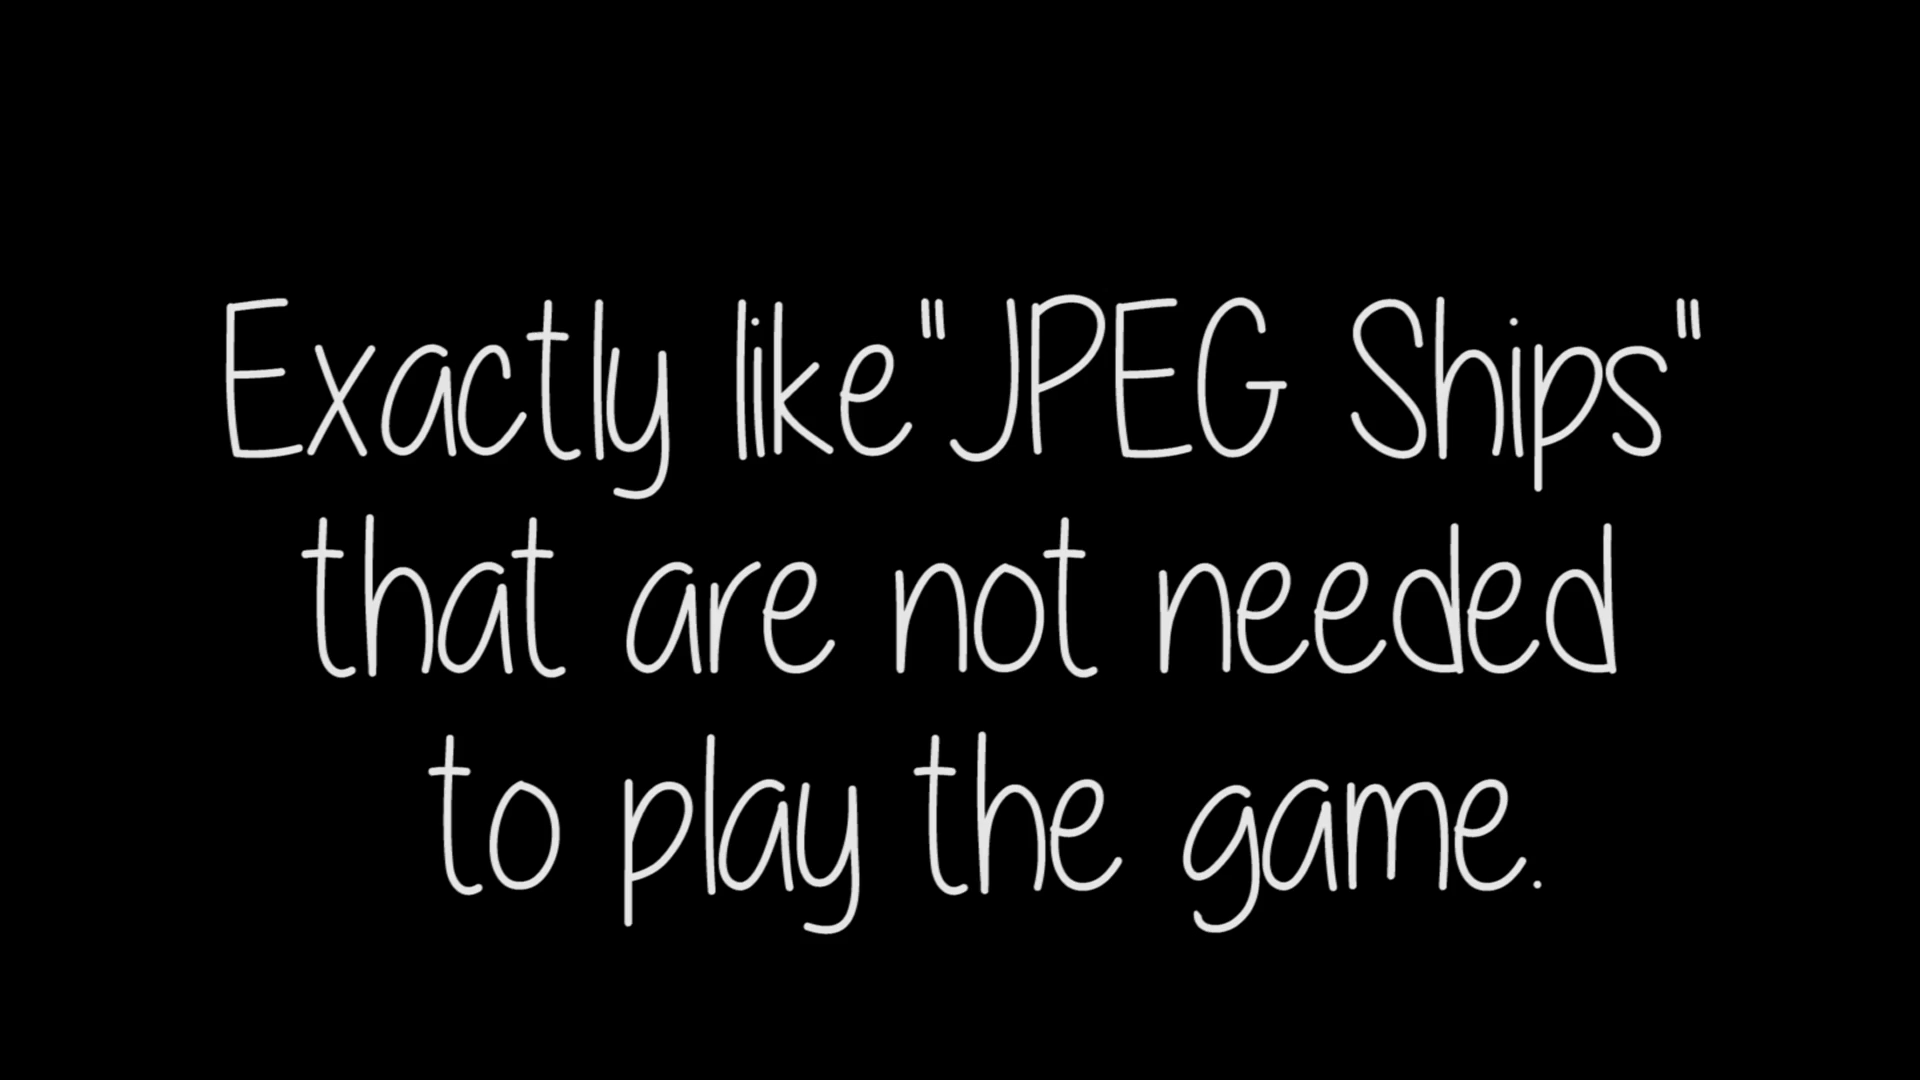 Exactly like "JPEG Ships"
that are not needed
to play the game.